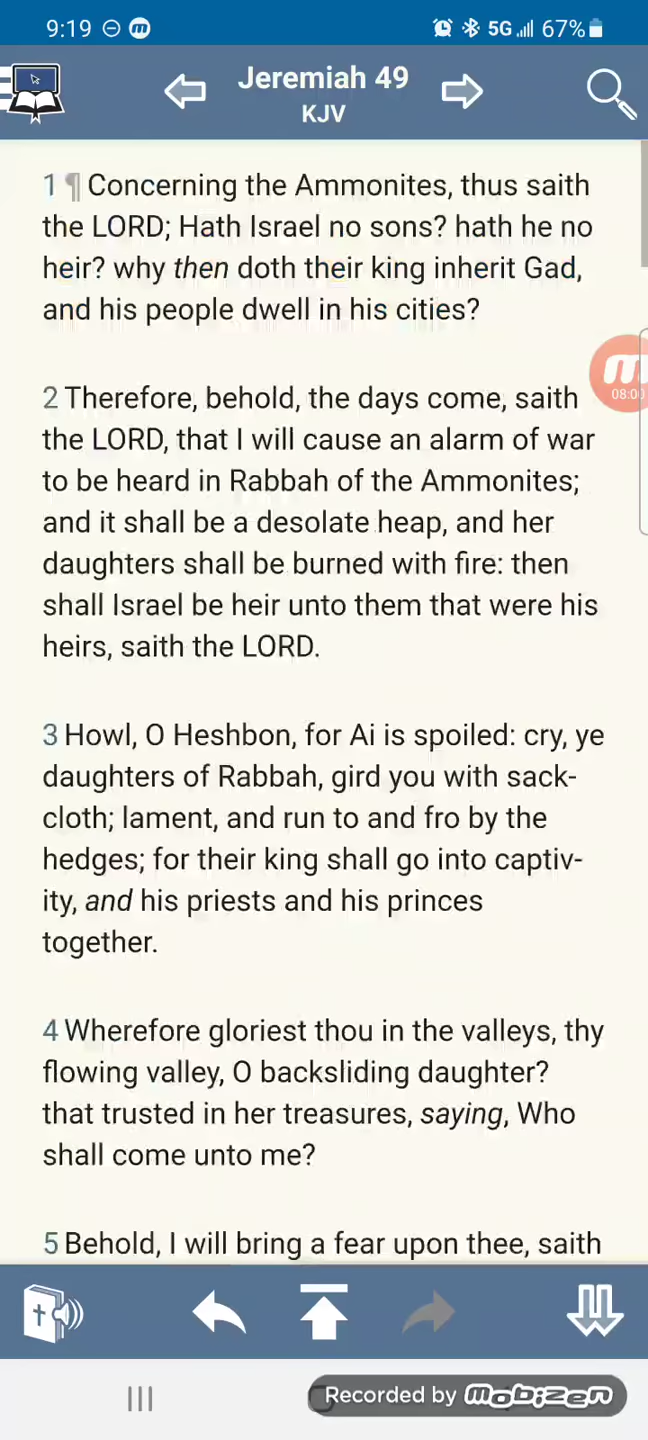 9:19
5G 67%
Jeremiah 49
KJV
1 ¶ Concerning the Ammonites, thus saith
the LORD; Hath Israel no sons? hath he no
heir? why then doth their king inherit Gad,
and his people dwell in his cities?
08:00
2 Therefore, behold, the days come, saith
the LORD, that I will cause an alarm of war
to be heard in Rabbah of the Ammonites;
and it shall be a desolate heap, and her
daughters shall be burned with fire: then
shall Israel be heir unto them that were his
heirs, saith the LORD.
3 Howl, O Heshbon, for Ai is spoiled: cry, ye
daughters of Rabbah, gird you with sack-
cloth; lament, and run to and fro by the
hedges; for their king shall go into captiv-
ity, and his priests and his princes
together.
4 Wherefore gloriest thou in the valleys, thy
flowing valley, O backsliding daughter?
that trusted in her treasures, saying, Who
shall come unto me?
5 Behold, I will bring a fear upon thee, saith
Recorded by mobizen